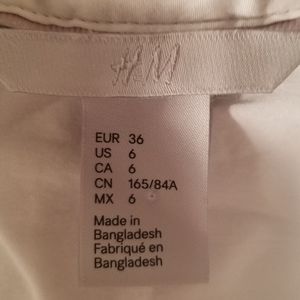 H&M
EUR 36
US 6
CA 6
CN 165/84A
MX 6
Made in
Bangladesh
Fabriqué en
Bangladesh